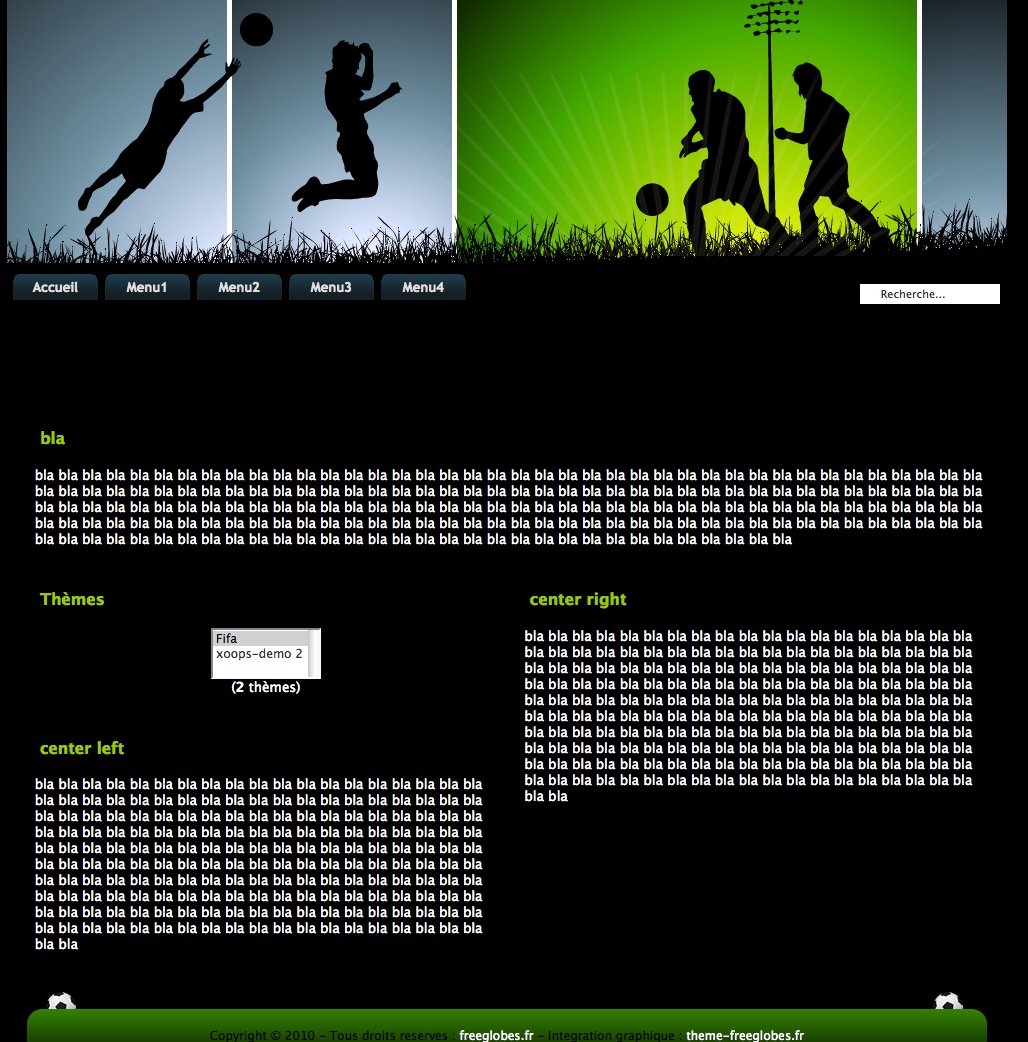 Accueil Menu1 Menu2 Menu3 Menu4
Recherche...
bla
bla bla bla bla bla bla bla bla bla bla bla bla bla bla bla bla bla bla bla bla bla bla bla bla bla bla bla bla bla bla bla bla bla bla bla bla bla bla bla bla
bla bla bla bla bla bla bla bla bla bla bla bla bla bla bla bla bla bla bla bla bla bla bla bla bla bla bla bla bla bla bla bla bla bla bla bla bla bla bla bla
bla bla bla bla bla bla bla bla bla bla bla bla bla bla bla bla bla bla bla bla bla bla bla bla bla bla bla bla bla bla bla bla bla bla bla bla bla bla bla bla
bla bla bla bla bla bla bla bla bla bla bla bla bla bla bla bla bla bla bla bla bla bla bla bla bla bla bla bla bla bla bla bla bla bla bla bla bla bla bla bla
bla bla bla bla bla bla bla bla bla bla bla bla bla bla bla bla bla bla bla bla bla bla bla bla bla bla bla bla bla bla bla bla
Thèmes
Fifa
xoops-demo 2
(2 thèmes)
center left
bla bla bla bla bla bla bla bla bla bla bla bla bla bla bla bla bla bla bla
bla bla bla bla bla bla bla bla bla bla bla bla bla bla bla bla bla bla bla
bla bla bla bla bla bla bla bla bla bla bla bla bla bla bla bla bla bla bla
bla bla bla bla bla bla bla bla bla bla bla bla bla bla bla bla bla bla bla
bla bla bla bla bla bla bla bla bla bla bla bla bla bla bla bla bla bla bla
bla bla bla bla bla bla bla bla bla bla bla bla bla bla bla bla bla bla bla
bla bla bla bla bla bla bla bla bla bla bla bla bla bla bla bla bla bla bla
bla bla bla bla bla bla bla bla bla bla bla bla bla bla bla bla bla bla bla
bla bla bla bla bla bla bla bla bla bla bla bla bla bla bla bla bla bla bla
bla bla bla bla bla bla bla bla bla bla bla bla bla bla bla bla bla bla bla
bla bla
center right
bla bla bla bla bla bla bla bla bla bla bla bla bla bla bla bla bla bla bla
bla bla bla bla bla bla bla bla bla bla bla bla bla bla bla bla bla bla bla
bla bla bla bla bla bla bla bla bla bla bla bla bla bla bla bla bla bla bla
bla bla bla bla bla bla bla bla bla bla bla bla bla bla bla bla bla bla bla
bla bla bla bla bla bla bla bla bla bla bla bla bla bla bla bla bla bla bla
bla bla bla bla bla bla bla bla bla bla bla bla bla bla bla bla bla bla bla
bla bla bla bla bla bla bla bla bla bla bla bla bla bla bla bla bla bla bla
bla bla bla bla bla bla bla bla bla bla bla bla bla bla bla bla bla bla bla
bla bla bla bla bla bla bla bla bla bla bla bla bla bla bla bla bla bla bla
bla bla bla bla bla bla bla bla bla bla bla bla bla bla bla bla bla bla bla
bla bla
Copyright © 2010 - Tous droits reserves : freeglobes.fr - Integration graphique : theme-freeglobes.fr